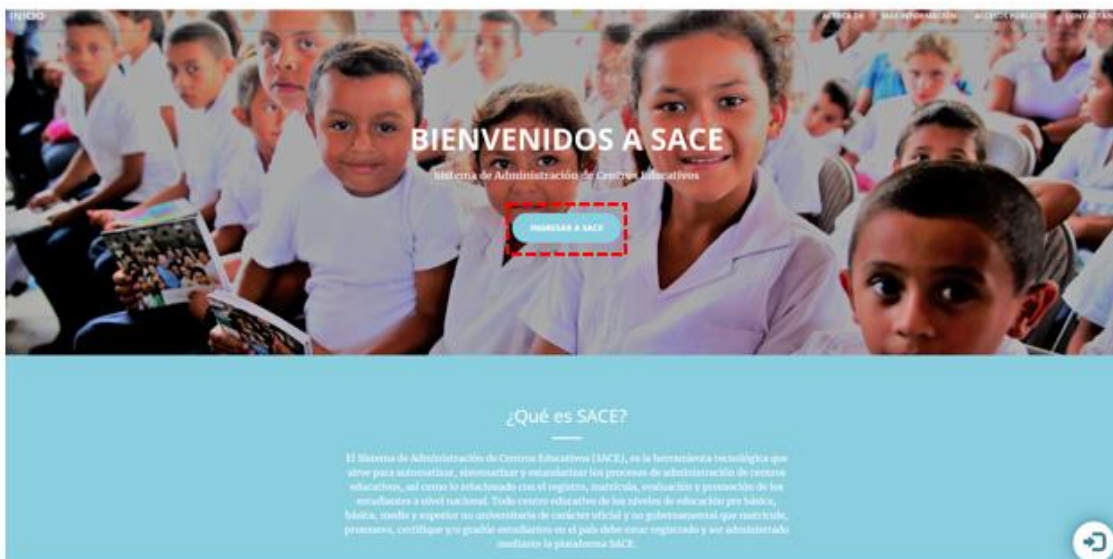 INICIO
ACERCA DE MAS INFORMACIÓN ACCESOS PUBLICOS CONTACTAR
BIENVENIDOS A SACE
Sistema de Administración de Centros Educativos
INGRESAR A SACE
¿Qué es SACE?
El Sistema de Administración de Centros Educativos (SACE), es la herramienta tecnológica que
sirve para automatizar, sistematizar y estandarizar los procesos de administración de centros
educativos, así como lo relacionado con el registro, matrícula, evaluación y promoción de los
estudiantes a nivel nacional. Todo centro educativo de los niveles de educación pre básica,
básica, media y superior no universitario de carácter oficial y no gubernamental que matricule,
promueva, certifique y/o gradúe estudiantes en el país debe estar registrado y ser administrado
mediante la plataforma SACE.